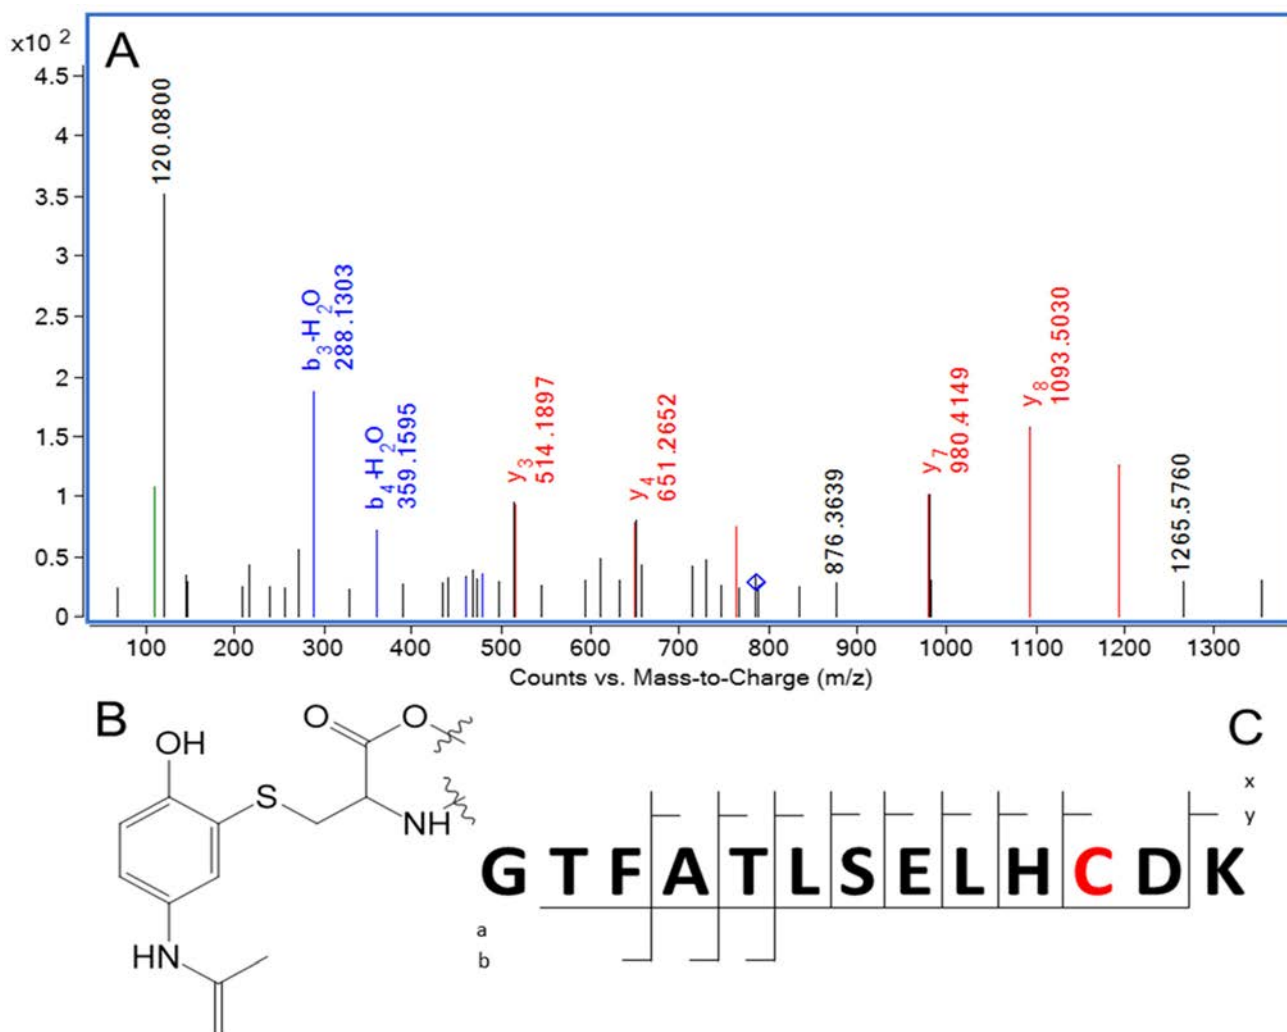 x10 2
A
4.5
4
3.5
3
2.5
2
1.5
1
0.5
0
120.0800
b3-H2O
288.1303
b4-H2O
359.1595
y3
514.1897
y4
651.2652
876.3639
y7
980.4149
y8
1093.5030
1265.5760
100 200 300 400 500 600 700 800 900 1000 1100 1200 1300
Counts vs. Mass-to-Charge (m/z)
B
OH
O
O
S
NH
HN
C
x
y
GTFATLSELHCDK
a
b